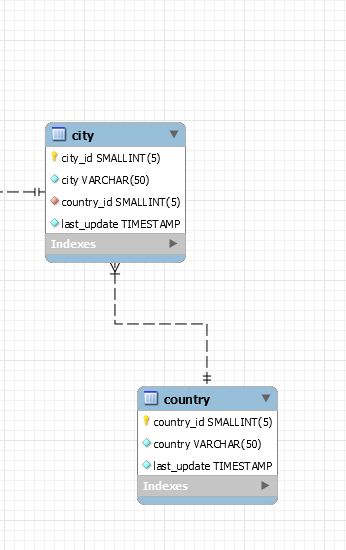 city
city_id SMALLINT(5)
city VARCHAR(50)
country_id SMALLINT(5)
last_update TIMESTAMP
Indexes
country
country_id SMALLINT(5)
country VARCHAR(50)
last_update TIMESTAMP
Indexes